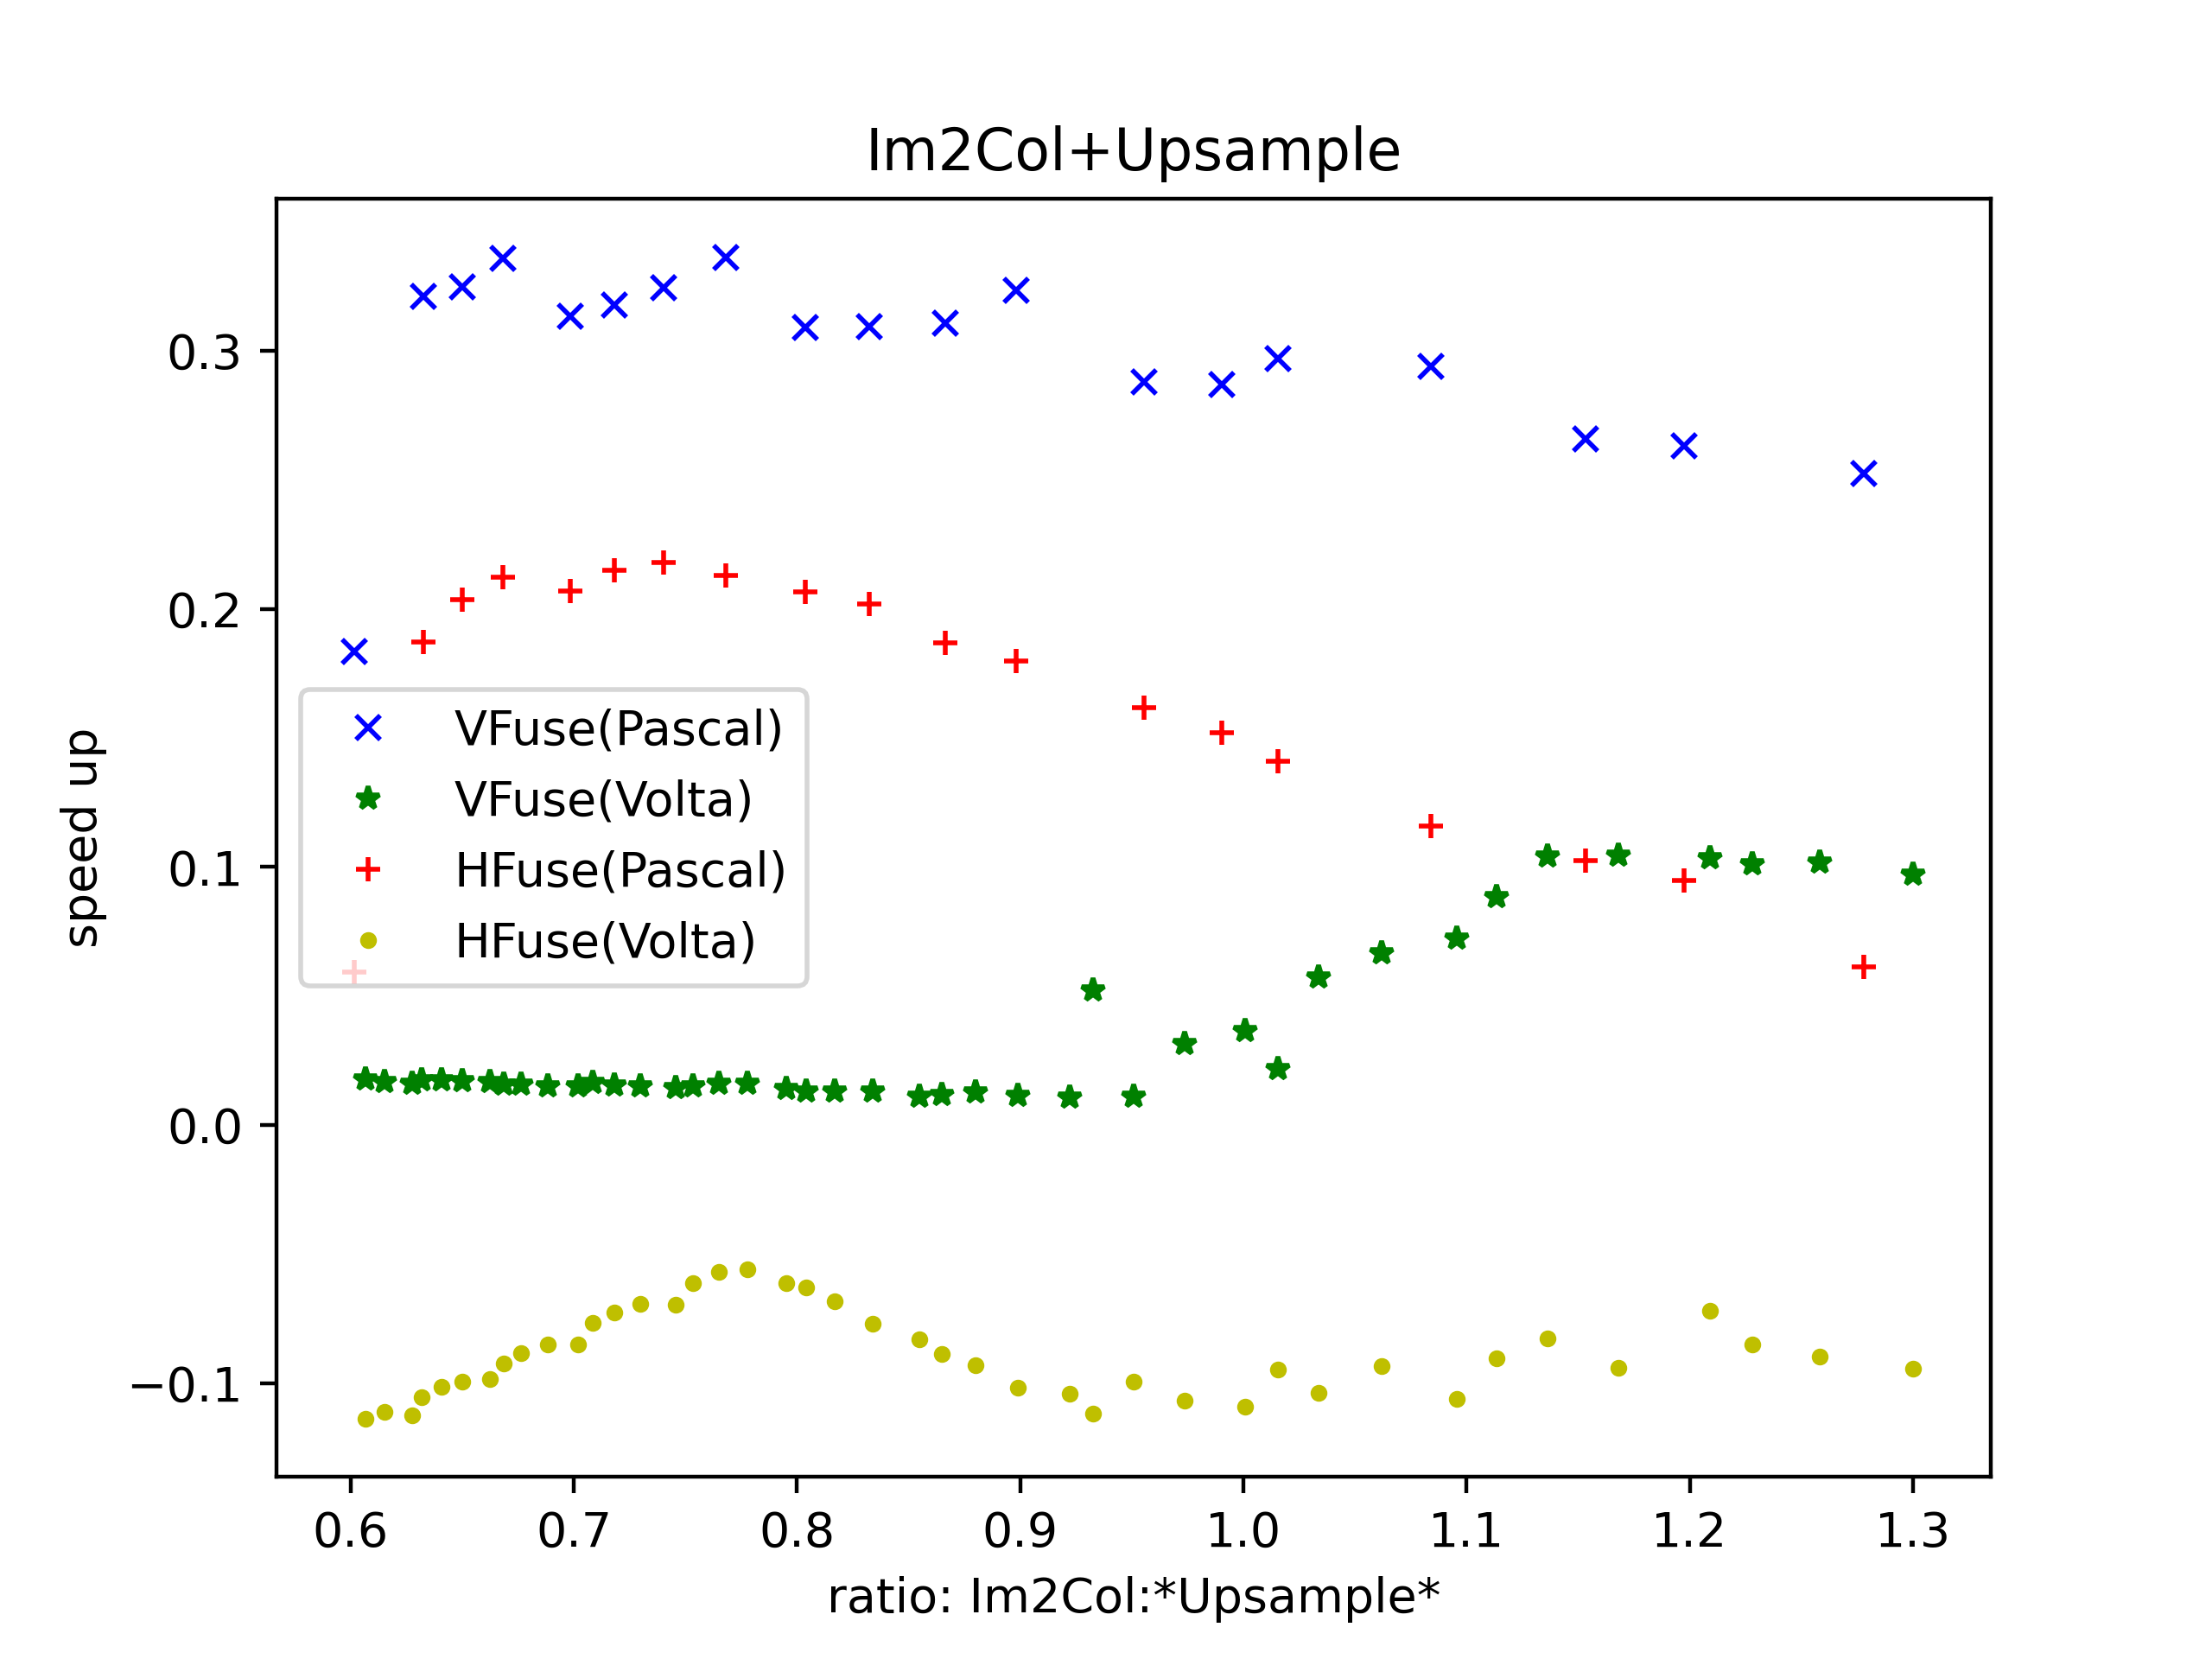 Im2Col+Upsample
speed up
0.3
0.2
0.1
0.0
−0.1
VFuse(Pascal)
VFuse(Volta)
HFuse(Pascal)
HFuse(Volta)
0.6 0.7 0.8 0.9 1.0 1.1 1.2 1.3
ratio: Im2Col:*Upsample*